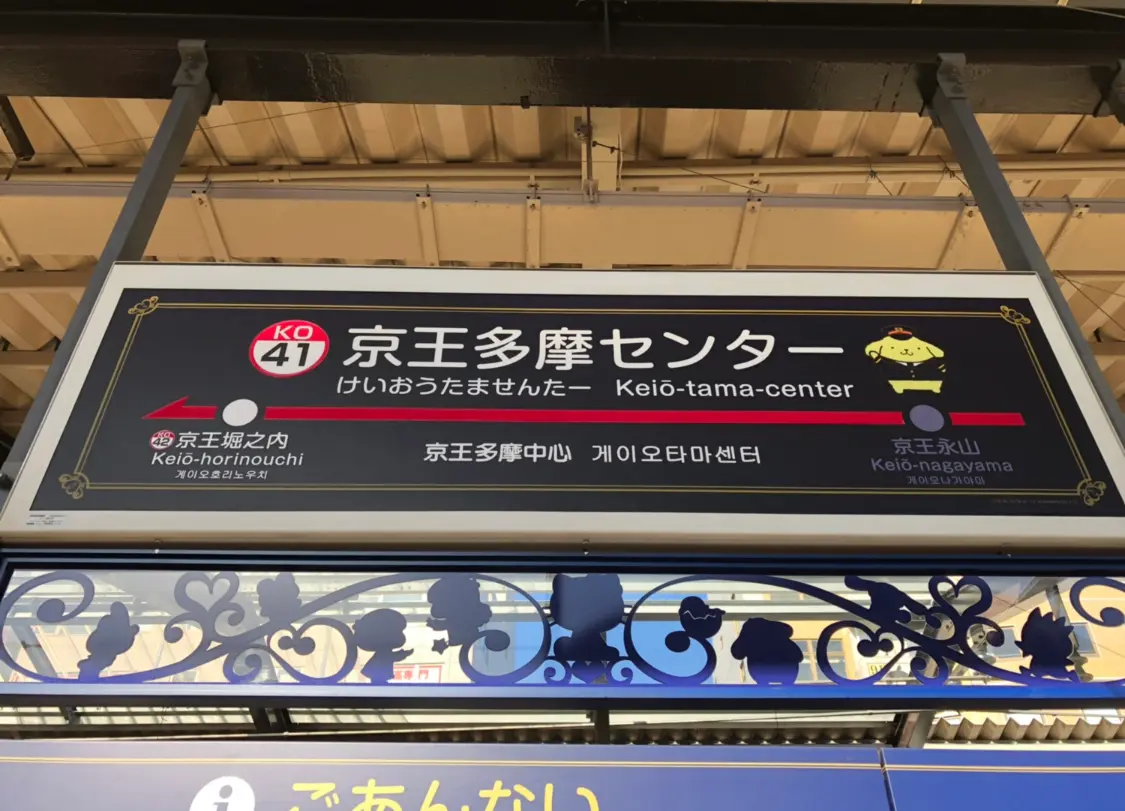 KO
41
京王多摩センター
けいおうたませんたー Keiō-tama-center
KO
42
京王堀之内
Keiō-horinouchi
게이오호리노우치
京王多摩中心 게이오타마센터
京王永山
Keiō-nagayama
게이오나가야마
i
ごあんない